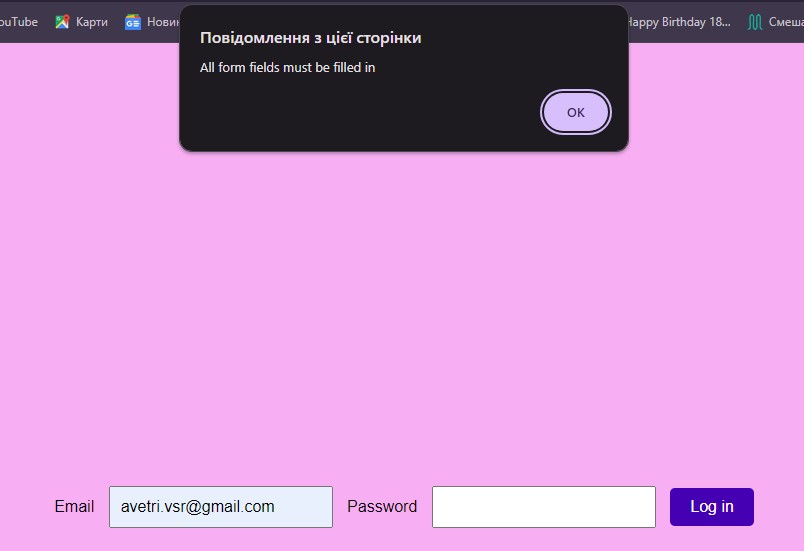 YouTube Карти Новин Happy Birthday 18... Смеша
Повідомлення з цієї сторінки
All form fields must be filled in
OK
Email avetri.vsr@gmail.com Password Log in